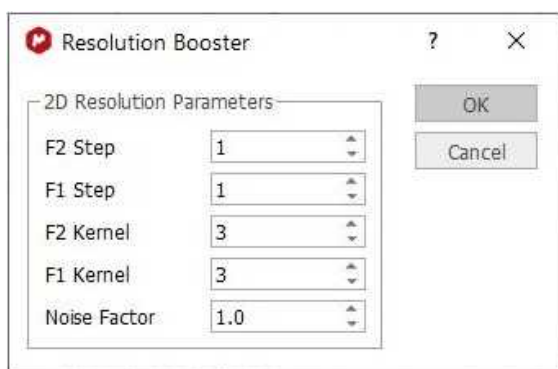 Resolution Booster ? ×
2D Resolution Parameters
OK
F2 Step 1
Cancel
F1 Step 1
F2 Kernel 3
F1 Kernel 3
Noise Factor 1.0